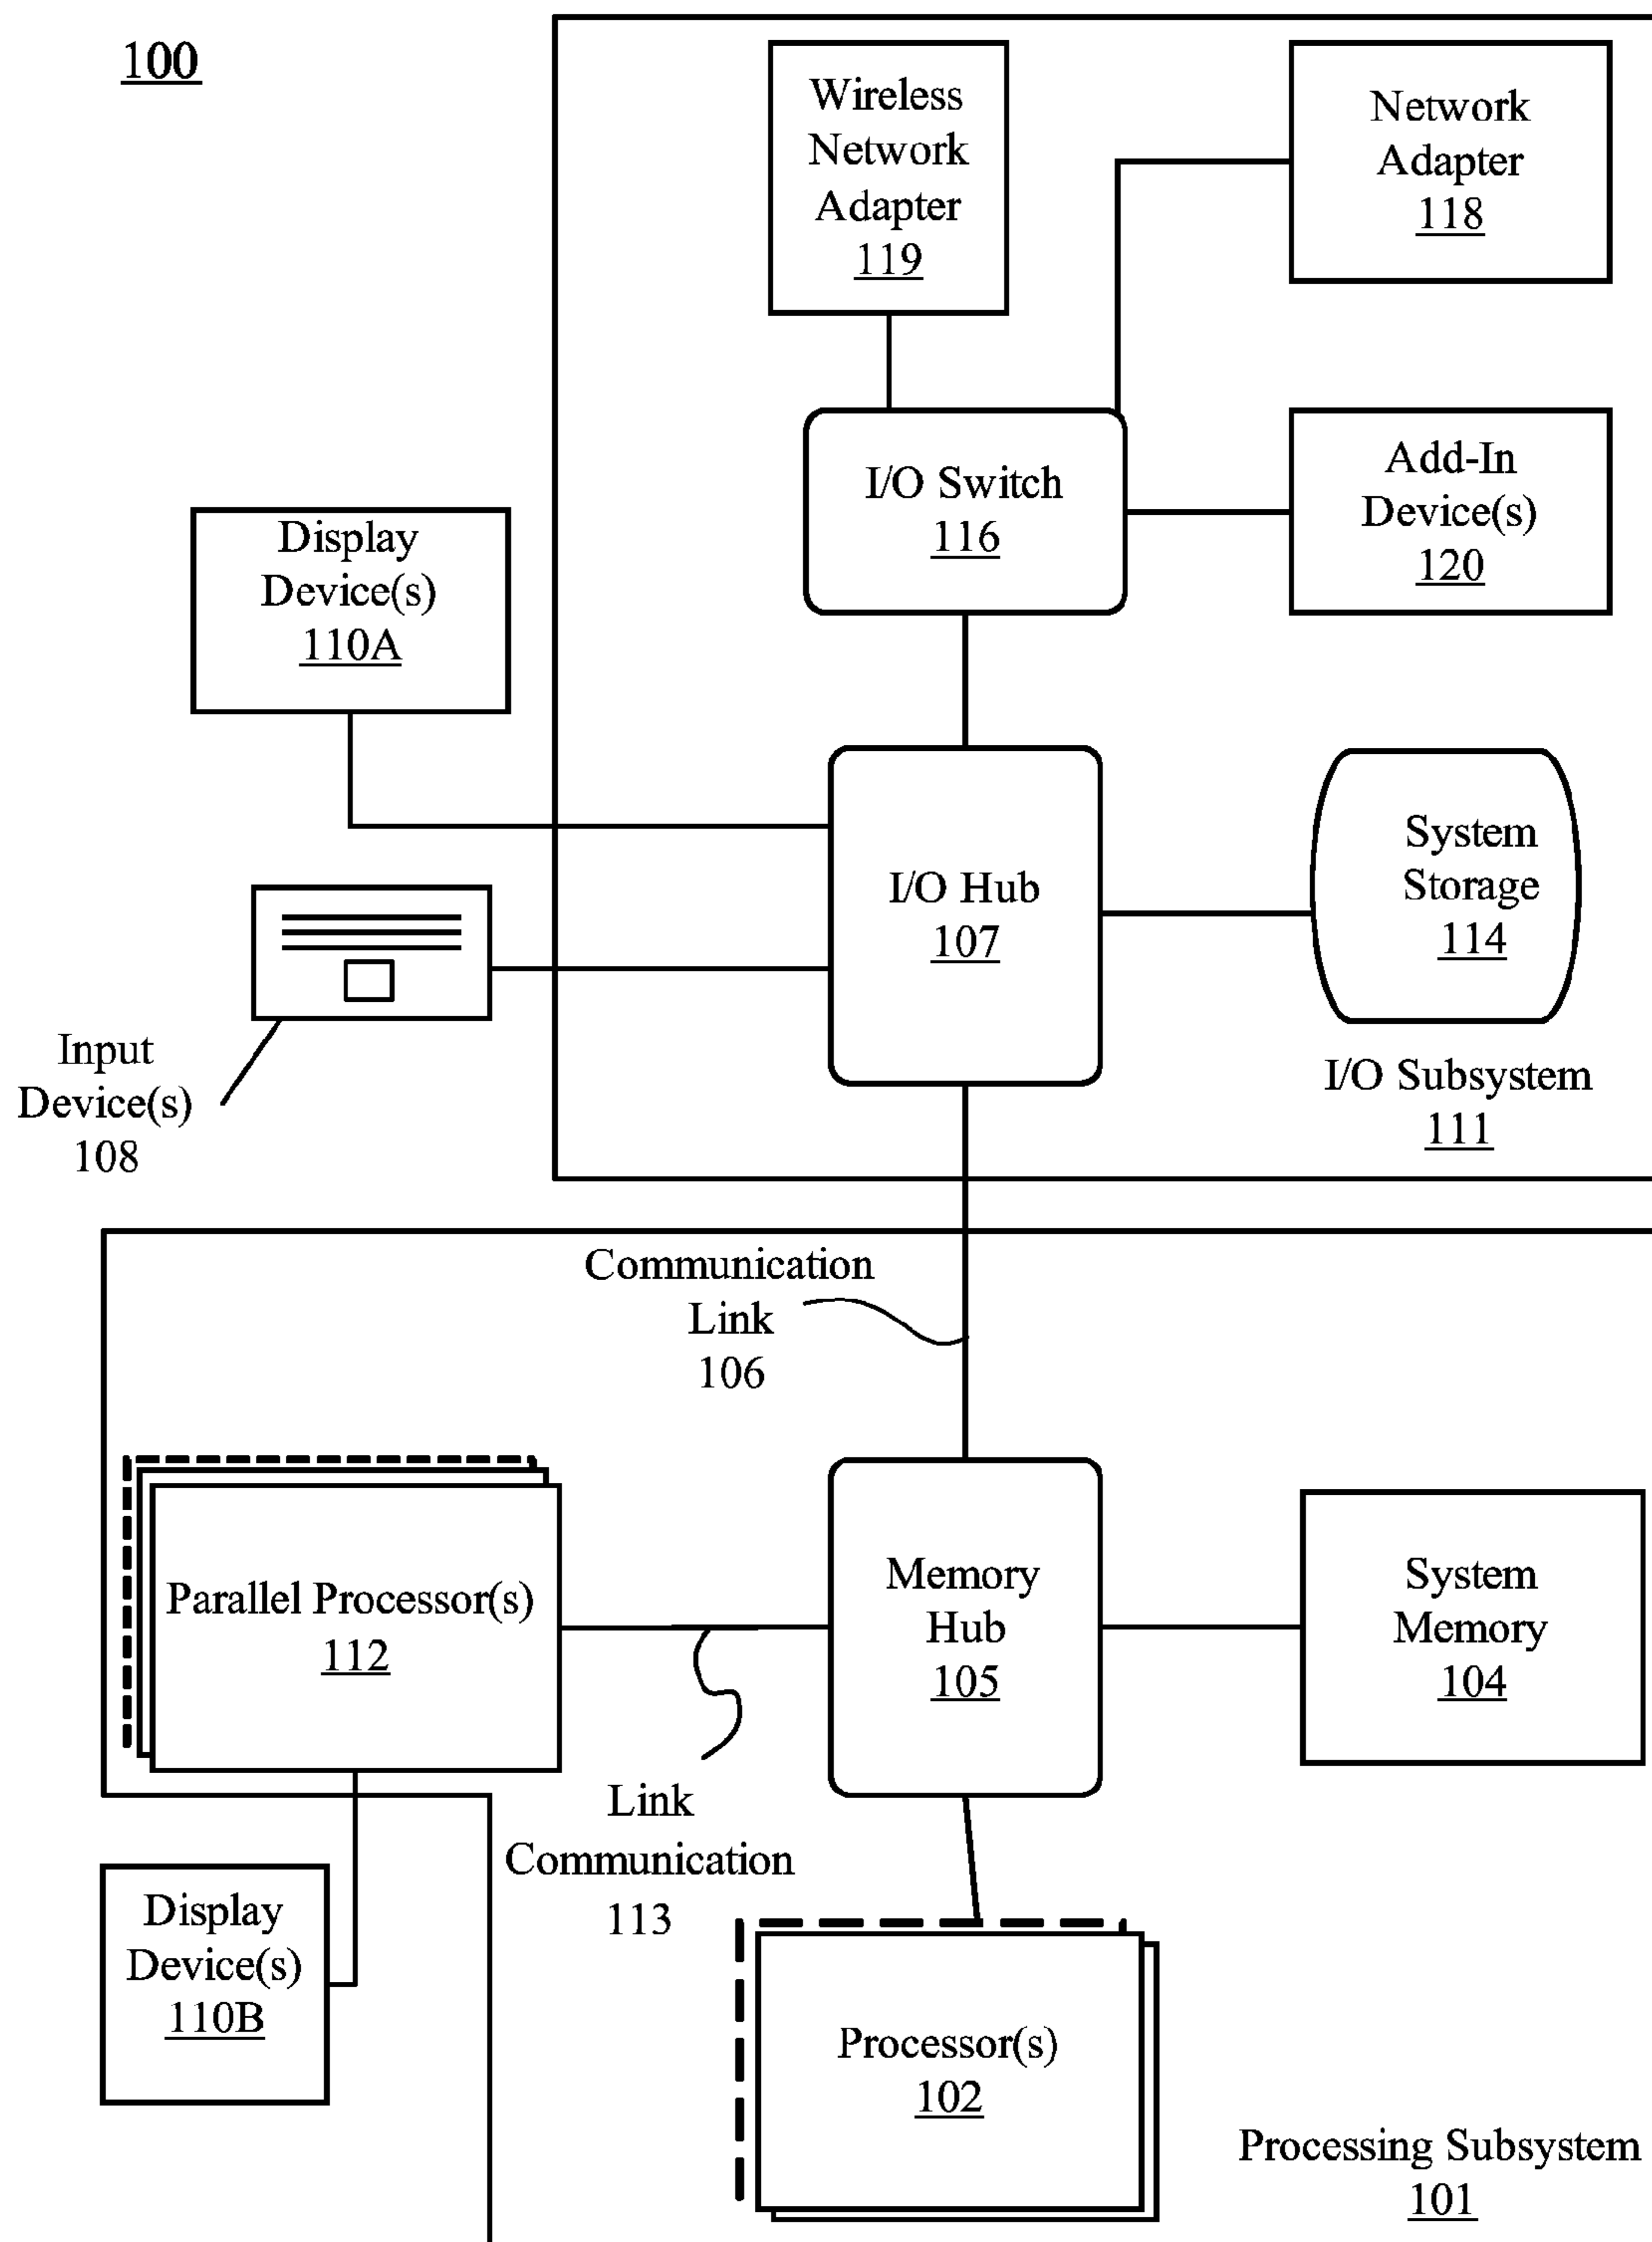 100
Wireless
Network
Adapter
119
Network
Adapter
118
I/O Switch
116
Add-In
Device(s)
120
Display
Device(s)
110A
I/O Hub
107
System
Storage
114
Input
Device(s)
108
I/O Subsystem
111
Communication
Link
106
Parallel Processor(s)
112
Memory
Hub
105
System
Memory
104
Link
Communication
113
Display
Device(s)
110B
Processor(s)
102
Processing Subsystem
101